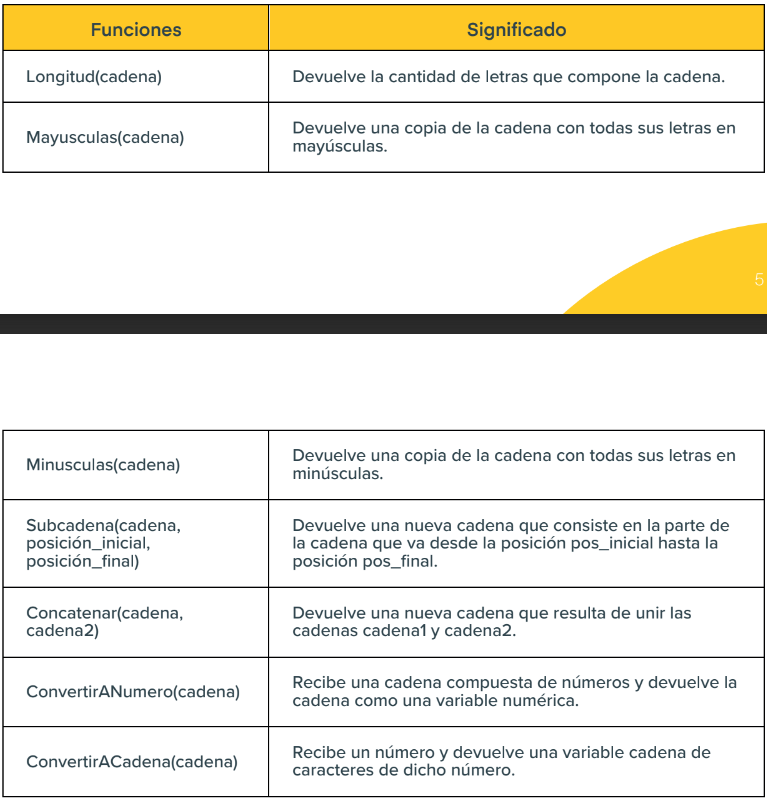 Funciones
Significado
Longitud(cadena)
Devuelve la cantidad de letras que compone la cadena.
Mayusculas(cadena)
Devuelve una copia de la cadena con todas sus letras en
mayúsculas.
5
Minusculas(cadena)
Devuelve una copia de la cadena con todas sus letras en
minúsculas.
Subcadena(cadena,
posición_inicial,
posición_final)
Devuelve una nueva cadena que consiste en la parte de
la cadena que va desde la posición pos_inicial hasta la
posición pos_final.
Concatenar(cadena,
cadena2)
Devuelve una nueva cadena que resulta de unir las
cadenas cadena1 y cadena2.
ConvertirANumero(cadena)
Recibe una cadena compuesta de números y devuelve la
cadena como una variable numérica.
ConvertirACadena(cadena)
Recibe un número y devuelve una variable cadena de
caracteres de dicho número.